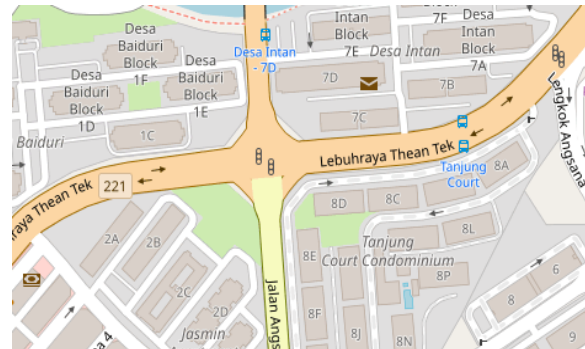 Desa
Baiduri
Block
1F
Desa
Baiduri
Block
1D
Desa
Baiduri
Block
1E
Baiduri
1C
Desa Intan
- 7D
Intan
Block
7E
Desa Intan
7F
Desa
Intan
Block
7A
7D
7B
7C
Lengkok Angsana
Lebuhraya Thean Tek
Tanjung
Court
8A
raya Thean Tek
221
8D
8C
8L
2A
2B
2C
2D
Jasmin
a 4
Jalan Angs
8E
8F
Tanjung
Court Condominium
8P
8J
8N
6
8
9